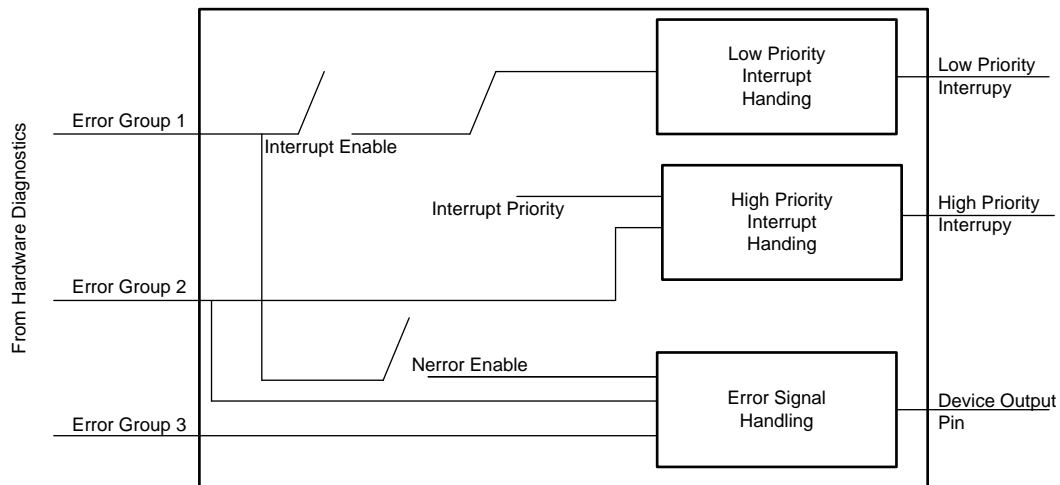 From Hardware Diagnostics
Error Group 1
Interrupt Enable
Low Priority
Interrupt
Handing
Low Priority
Interrupy
Interrupt Priority
High Priority
Interrupt
Handing
High Priority
Interrupy
Error Group 2
Nerror Enable
Error Signal
Handling
Device Output
Pin
Error Group 3